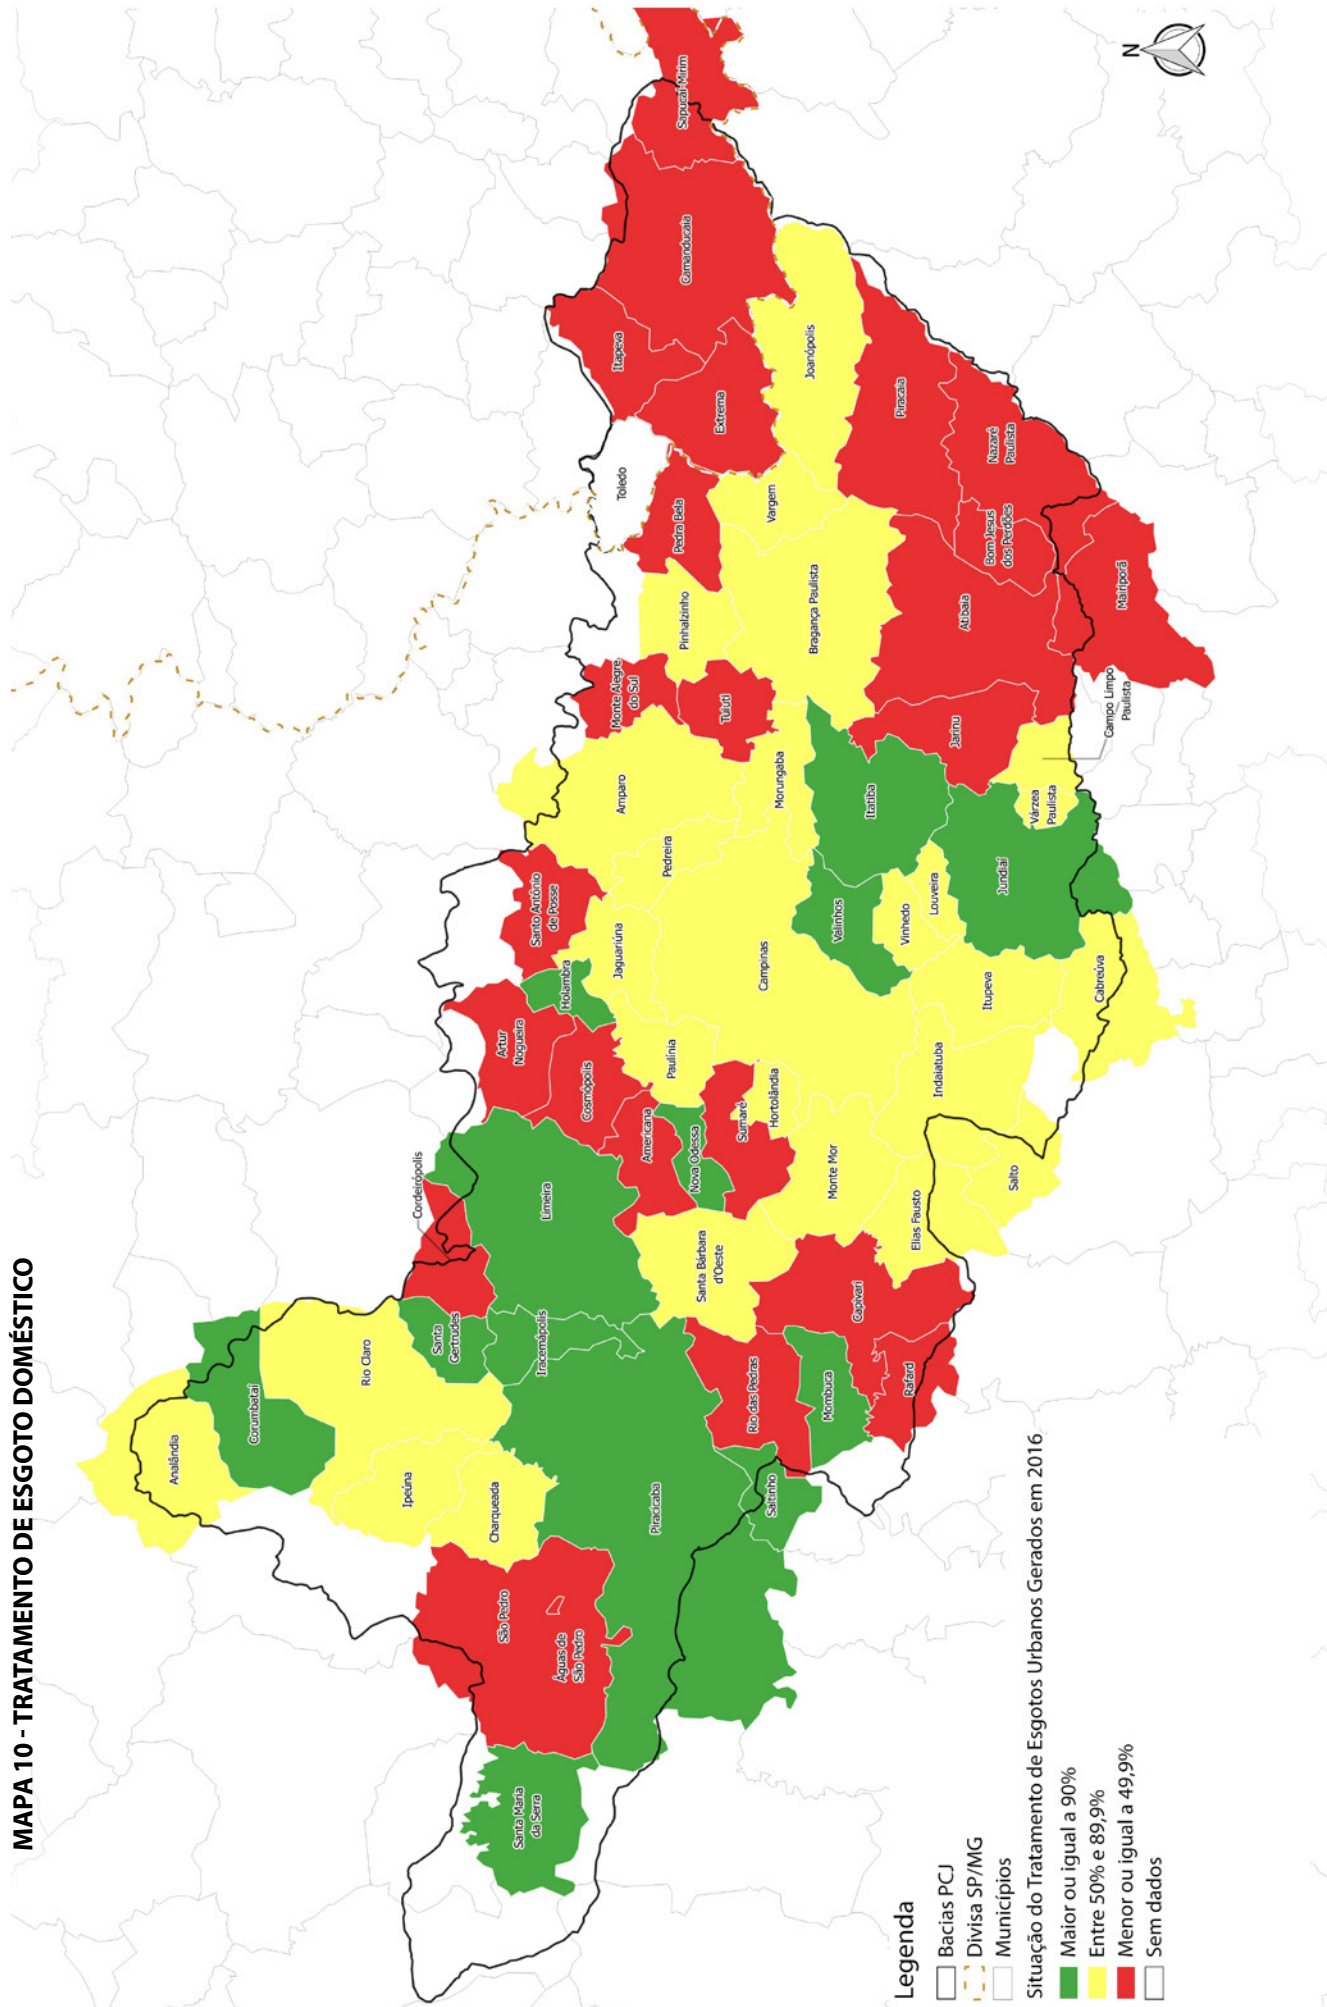 MAPA 10 - TRATAMENTO DE ESGOTO DOMÉSTICO
N
Sapucaí-Mirim
Camanducaia
Itapeva
Extrema
Toledo
Joanópolis
Piracaia
Nazaré
Paulista
Vargem
Pedra Bela
Bom Jesus
dos Perdões
Mairiporã
Pinhalzinho
Bragança Paulista
Atibaia
Monte Alegre
do Sul
Tuiuti
Jarinu
Campo Limpo
Paulista
Amparo
Morungaba
Itatiba
Várzea
Paulista
Pedreira
Jundiaí
Louveira
Santo Antônio
de Posse
Valinhos
Vinhedo
Jaguariúna
Campinas
Holambra
Itupeva
Cabreúva
Artur
Nogueira
Paulínia
Cosmópolis
Indaiatuba
Hortolândia
Sumaré
Americana
Nova Odessa
Monte Mor
Salto
Cordeirópolis
Limeira
Elias Fausto
Santa Bárbara
d'Oeste
Capivari
Santa
Gertrudes
Iracemápolis
Rio Claro
Rio das Pedras
Mombuca
Rafard
Corumbataí
Analândia
Ipeúna
Charqueada
Piracicaba
Saltinho
São Pedro
Águas de
São Pedro
Santa Maria
da Serra
Legenda
Bacias PCJ
Divisa SP/MG
Municípios
Situação do Tratamento de Esgotos Urbanos Gerados em 2016
Maior ou igual a 90%
Entre 50% e 89,9%
Menor ou igual a 49,9%
Sem dados